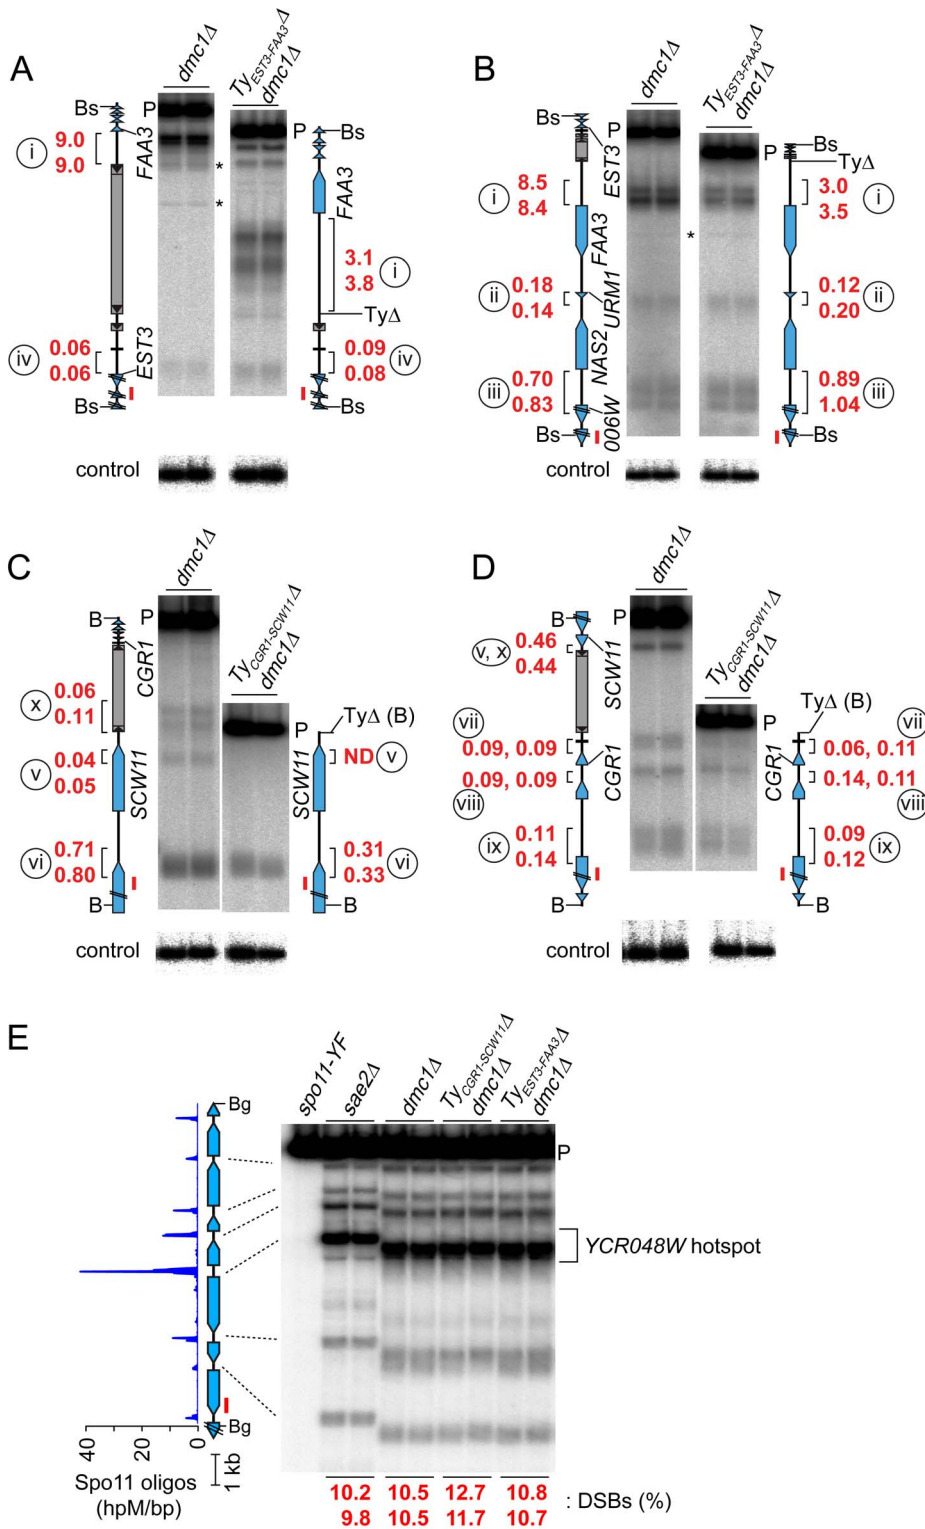 A
dmc1Δ
Ty EST3-FAA3 Δ
dmc1Δ
Bs
P
FAA3
i
9.0
9.0
*
*
P
Bs
FAA3
3.1
3.8
i
TyΔ
iv
0.06
0.06
EST3
0.09
0.08
iv
Bs
Bs
control
B
dmc1Δ
Ty EST3-FAA3 Δ
dmc1Δ
Bs
P
EST3
P
Bs
TyΔ
i
8.5
8.4
FAA3
*
3.0
3.5
i
ii
0.18
0.14
URM1
0.12
0.20
ii
NAS2
iii
0.70
0.83
006W
0.89
1.04
iii
Bs
Bs
control
C
dmc1Δ
Ty CGR1-SCW11 Δ
dmc1Δ
B
P
CGR1
x
0.06
0.11
P
TyΔ (B)
v
0.04
0.05
SCW11
SCW11
ND
v
vi
0.71
0.80
0.31
0.33
vi
B
B
control
D
dmc1Δ
Ty CGR1-SCW11 Δ
dmc1Δ
B
P
v, x
0.46
0.44
SCW11
P
TyΔ (B)
vii
0.09, 0.09
CGR1
CGR1
vii
0.06, 0.11
0.09, 0.09
viii
0.14, 0.11
viii
ix
0.11
0.14
0.09
0.12
ix
B
B
control
E
spo11-YF
sae2Δ
dmc1Δ
Ty CGR1-SCW11 Δ
dmc1Δ
Ty EST3-FAA3 Δ
dmc1Δ
Bg
P
YCR048W hotspot
Bg
40
20
0
1 kb
Spo11 oligos
(hpM/bp)
10.2 10.5 12.7 10.8
9.8 10.5 11.7 10.7
: DSBs (%)